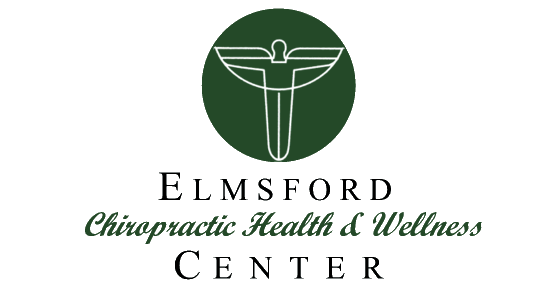 ELMSFORD
Chiropractic Health & Wellness
CENTER